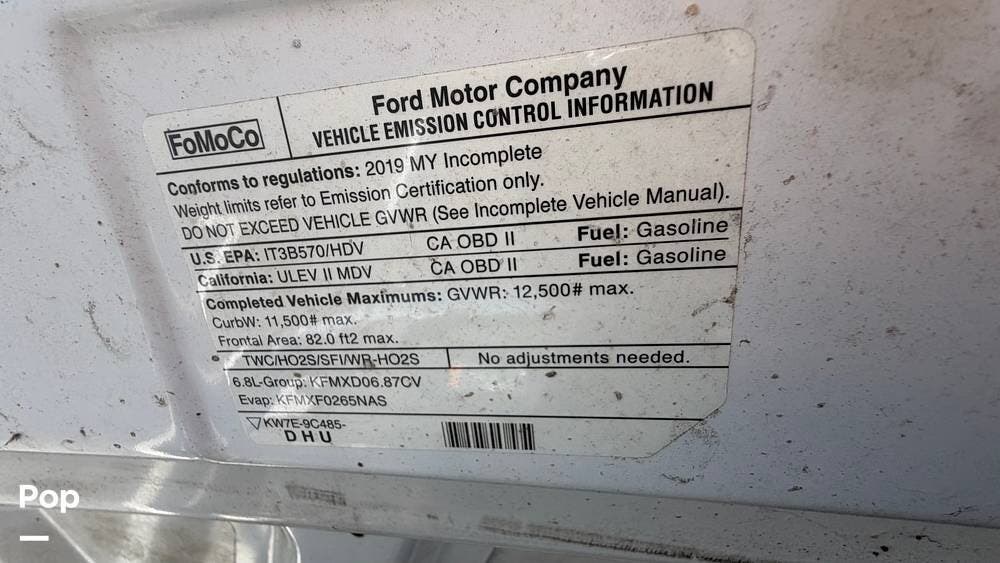 FoMoCo
Ford Motor Company
VEHICLE EMISSION CONTROL INFORMATION
Conforms to regulations: 2019 MY Incomplete
Weight limits refer to Emission Certification only.
DO NOT EXCEED VEHICLE GVWR (See Incomplete Vehicle Manual).
U.S. EPA: IT3B570/HDV CA OBD II Fuel: Gasoline
California: ULEV II MDV CA OBD II Fuel: Gasoline
Completed Vehicle Maximums: GVWR: 12,500# max.
CurbW: 11,500# max.
Frontal Area: 82.0 ft2 max.
TWC/HO2S/SFI/WR-HO2S No adjustments needed.
6.8L-Group: KFMXD06.87CV
Evap: KFMXF0265NAS
KW7E-9C485-
DHU
Pop